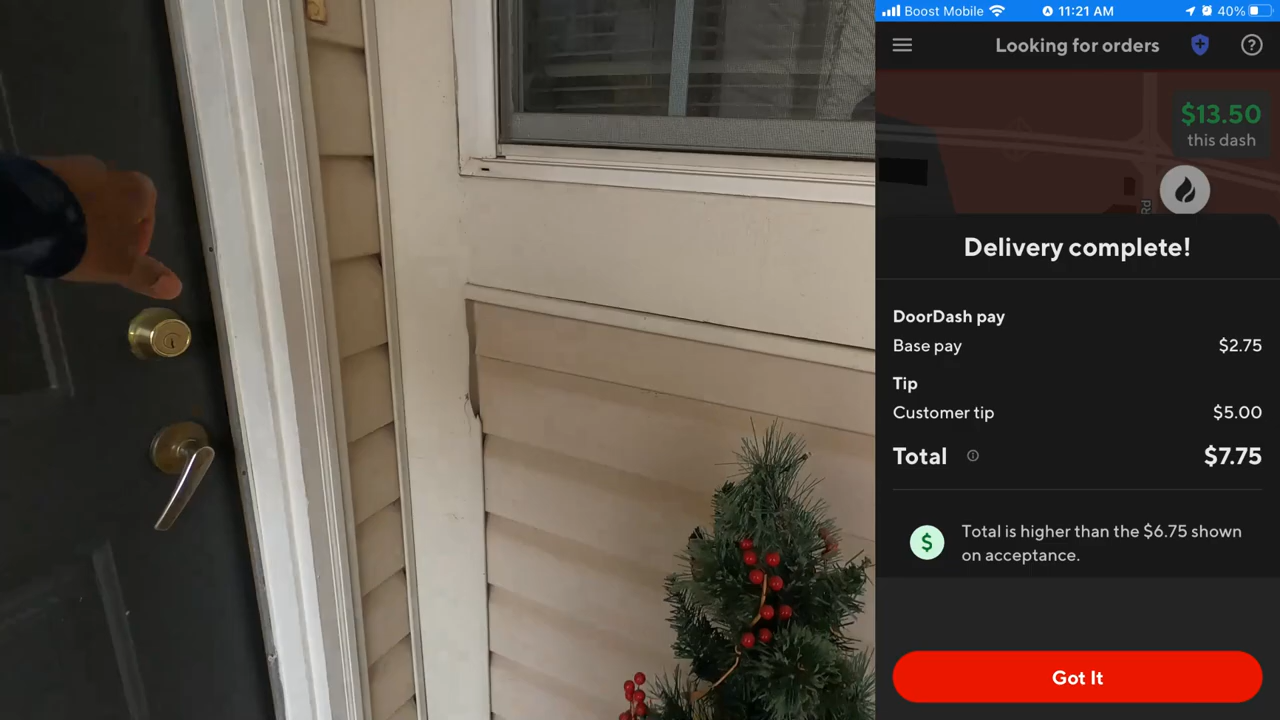 Boost Mobile 11:21 AM 40%
Looking for orders
$13.50
this dash
Rd
Delivery complete!
DoorDash pay
Base pay $2.75
Tip
Customer tip $5.00
Total $7.75
Total is higher than the $6.75 shown
on acceptance.
Got It